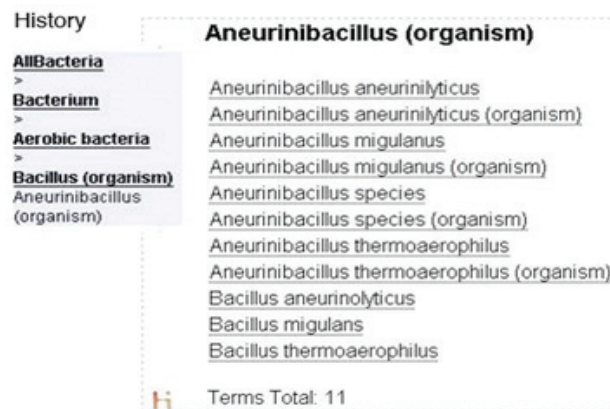 History
AllBacteria
>
Bacterium
>
Aerobic bacteria
>
Bacillus (organism)
Aneurinibacillus
(organism)
Aneurinibacillus (organism)
Aneurinibacillus aneurinilyticus
Aneurinibacillus aneurinilyticus (organism)
Aneurinibacillus migulanus
Aneurinibacillus migulanus (organism)
Aneurinibacillus species
Aneurinibacillus species (organism)
Aneurinibacillus thermoaerophilus
Aneurinibacillus thermoaerophilus (organism)
Bacillus aneurinolyticus
Bacillus migulans
Bacillus thermoaerophilus
Terms Total: 11